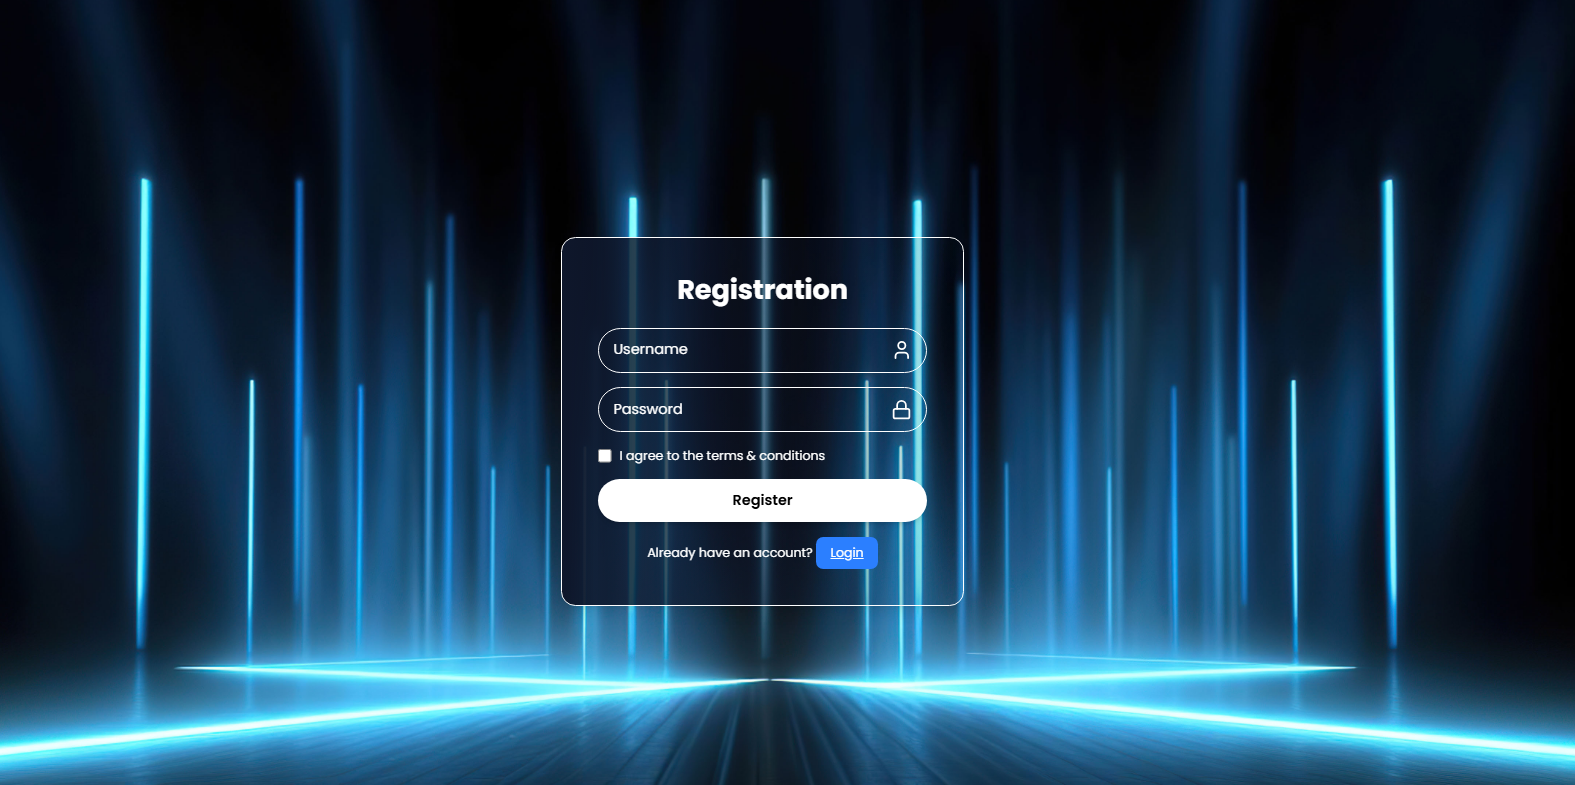 Registration
Username
Password
I agree to the terms & conditions
Register
Already have an account? Login